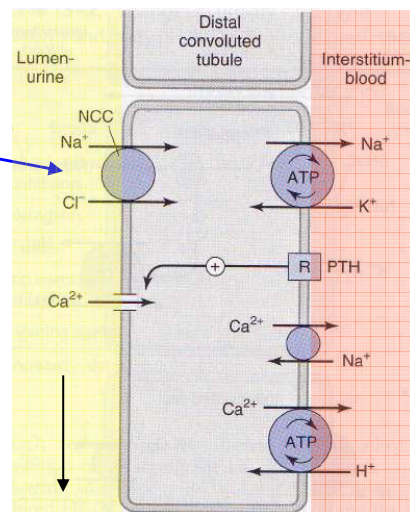 Distal
convoluted
tubule
Lumen-
urine
Interstitium-
blood
NCC
Na⁺
Na⁺
ATP
Cl⁻
K⁺
+
R
PTH
Ca²⁺
Ca²⁺
Na⁺
Ca²⁺
ATP
H⁺